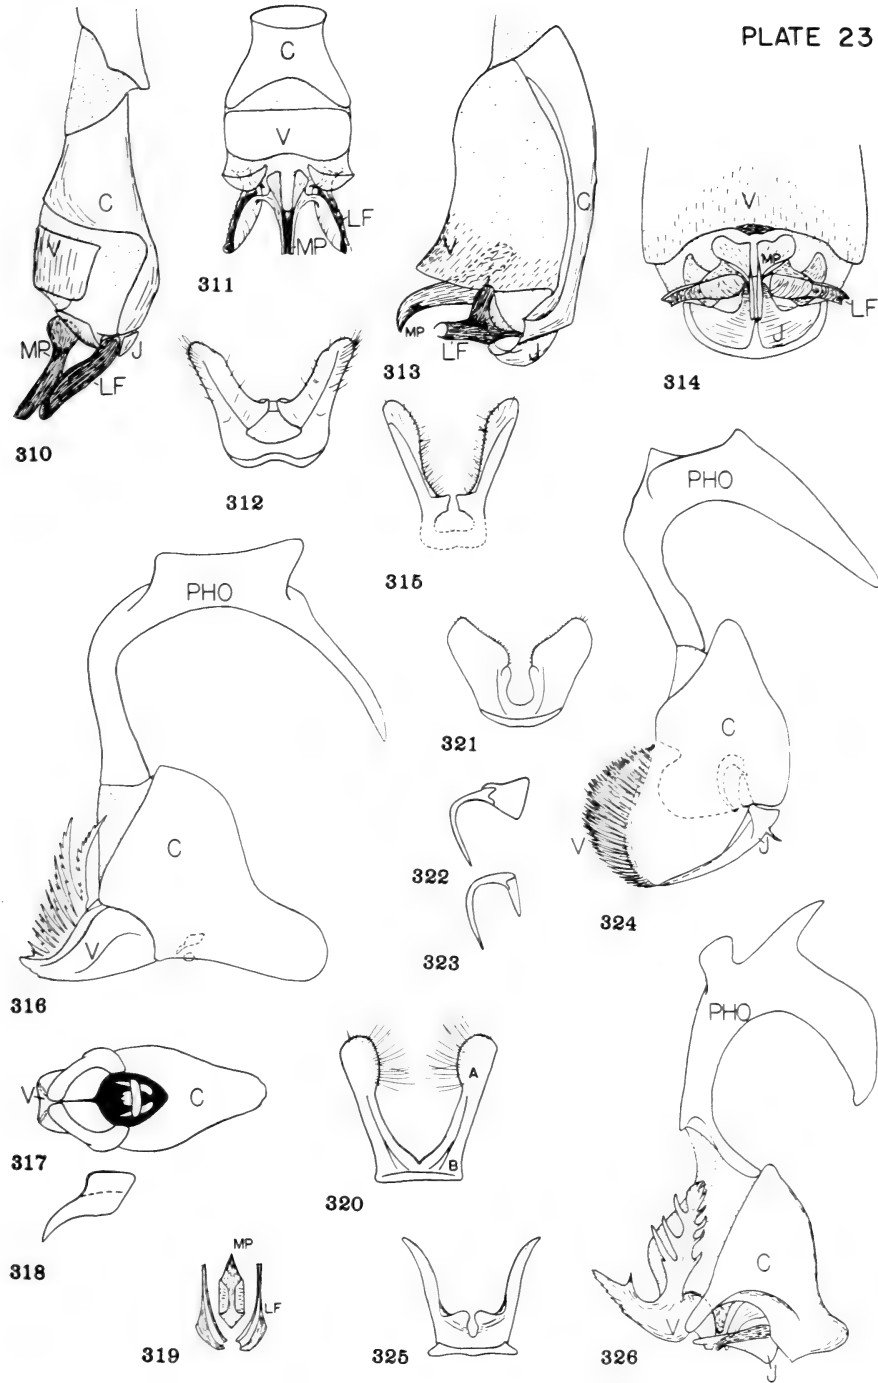 PLATE 23
C
V
LF
MP
311
C
V
MP
J
LF
310
C
V
MP
LF
J
313
V
MP
LF
J
314
312
315
PHO
C
V
J
324
PHO
C
V
316
321
322
323
V
C
317
318
MP
LF
319
A
B
320
325
PHO
C
V
J
326